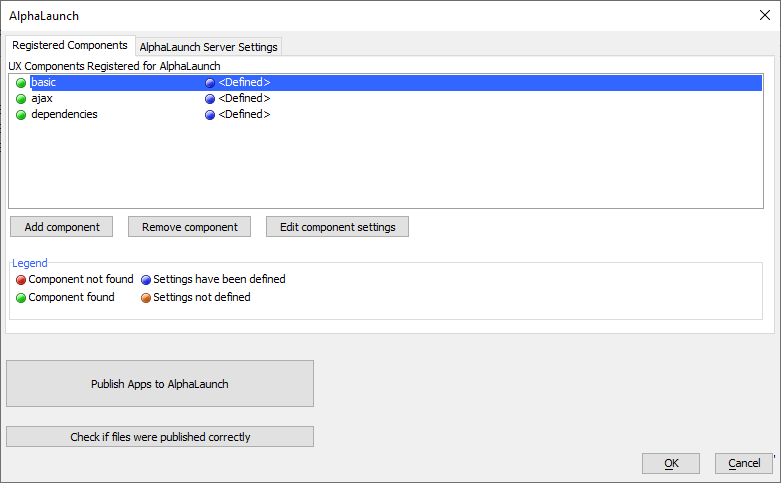 AlphaLaunch
Registered Components AlphaLaunch Server Settings
UX Components Registered for AlphaLaunch
basic <Defined>
ajax <Defined>
dependencies <Defined>
Add component Remove component Edit component settings
Legend
Component not found Settings have been defined
Component found Settings not defined
Publish Apps to AlphaLaunch
Check if files were published correctly
OK Cancel